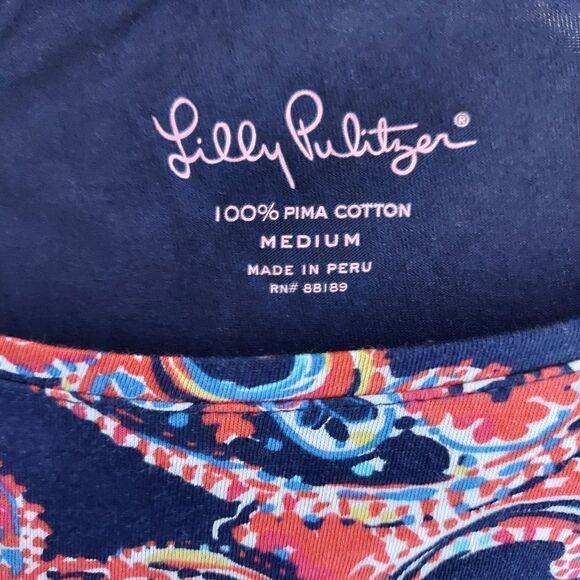 Lilly Pulitzer®
100% PIMA COTTON
MEDIUM
MADE IN PERU
RN# 88189